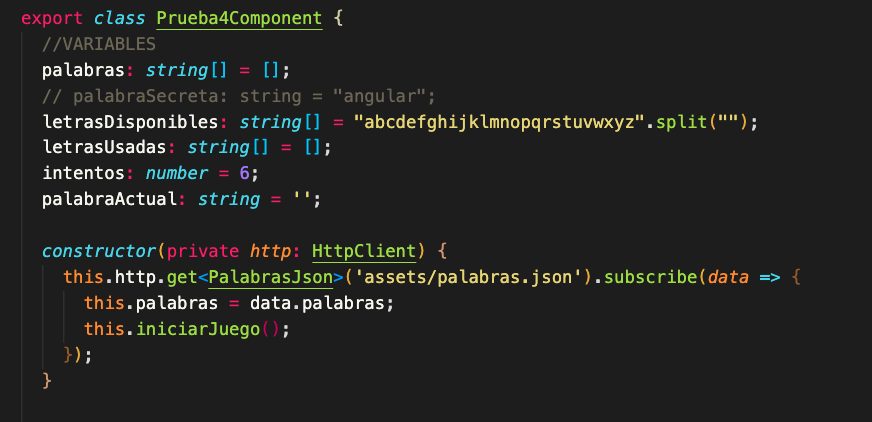 export class Prueba4Component {
  //VARIABLES
  palabras: string[] = [];
  // palabraSecreta: string = "angular";
  letrasDisponibles: string[] = "abcdefghijklmnopqrstuvwxyz".split("");
  letrasUsadas: string[] = [];
  intentos: number = 6;
  palabraActual: string = '';

  constructor(private http: HttpClient) {
    this.http.get<PalabrasJson>('assets/palabras.json').subscribe(data => {
      this.palabras = data.palabras;
      this.iniciarJuego();
    });
  }